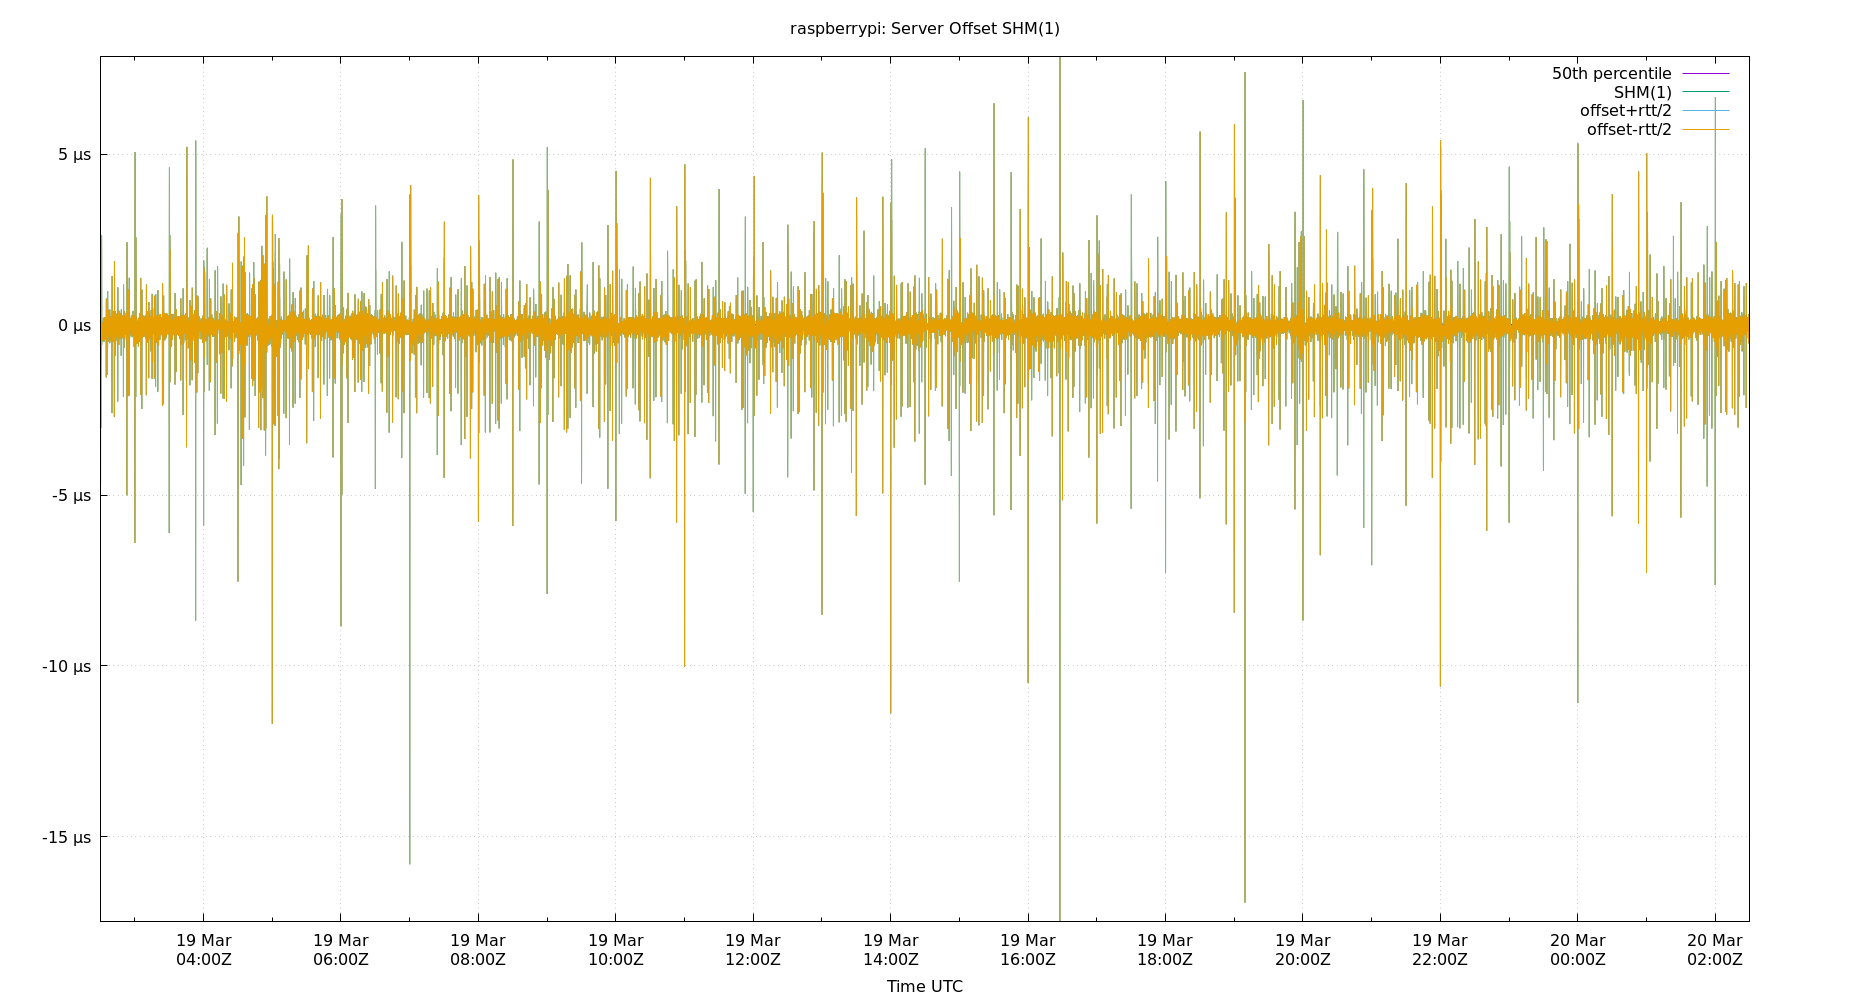 raspberrypi: Server Offset SHM(1)
50th percentile
SHM(1)
offset+rtt/2
offset-rtt/2
5 µs
0 µs
-5 µs
-10 µs
-15 µs
19 Mar 19 Mar 19 Mar 19 Mar 19 Mar 19 Mar 19 Mar 19 Mar 19 Mar 19 Mar 20 Mar 20 Mar
04:00Z 06:00Z 08:00Z 10:00Z 12:00Z 14:00Z 16:00Z 18:00Z 20:00Z 22:00Z 00:00Z 02:00Z
Time UTC